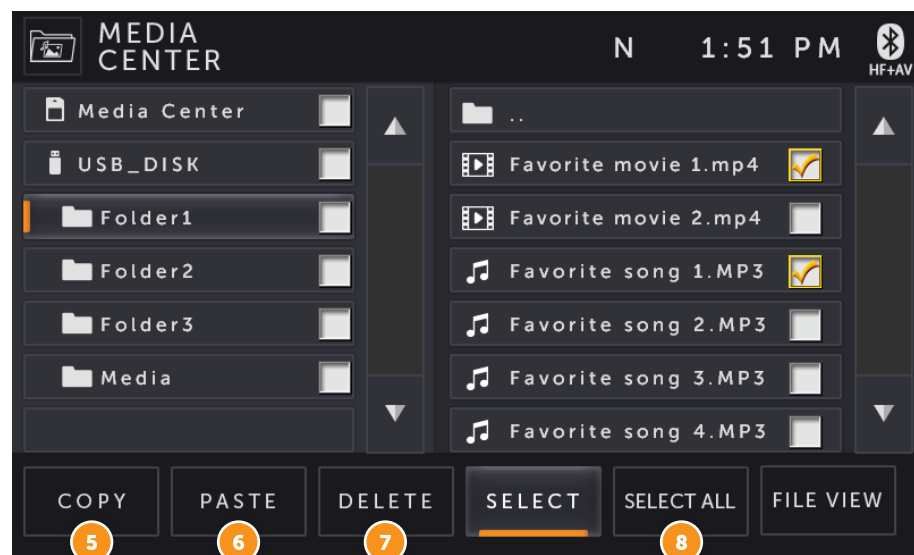 MEDIA
CENTER
N 1:51 PM
HF+AV
Media Center
USB_DISK
Folder1
Folder2
Folder3
Media
..
Favorite movie 1.mp4
Favorite movie 2.mp4
Favorite song 1.MP3
Favorite song 2.MP3
Favorite song 3.MP3
Favorite song 4.MP3
COPY PASTE DELETE SELECT SELECT ALL FILE VIEW
5 6 7 8